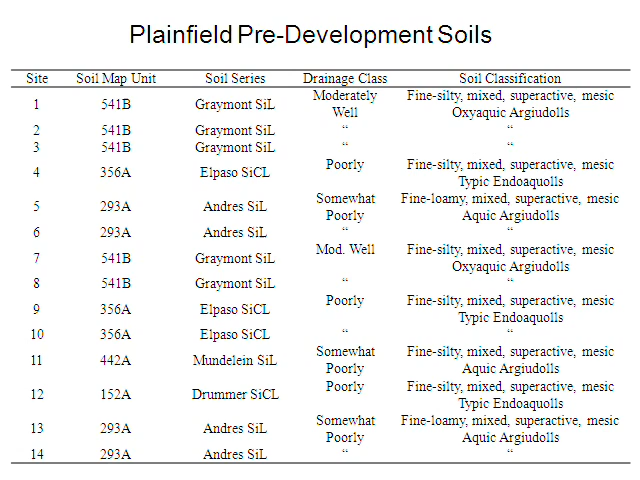 Plainfield Pre-Development Soils
Site Soil Map Unit Soil Series Drainage Class Soil Classification
1 541B Graymont SiL Moderately Well Fine-silty, mixed, superactive, mesic Oxyaquic Argiudolls
2 541B Graymont SiL “ “
3 541B Graymont SiL “ “
4 356A Elpaso SiCL Poorly Fine-silty, mixed, superactive, mesic Typic Endoaquolls
5 293A Andres SiL Somewhat Poorly Fine-loamy, mixed, superactive, mesic Aquic Argiudolls
6 293A Andres SiL “ “
7 541B Graymont SiL Mod. Well Fine-silty, mixed, superactive, mesic Oxyaquic Argiudolls
8 541B Graymont SiL “ “
9 356A Elpaso SiCL Poorly Fine-silty, mixed, superactive, mesic Typic Endoaquolls
10 356A Elpaso SiCL “ “
11 442A Mundelein SiL Somewhat Poorly Fine-silty, mixed, superactive, mesic Aquic Argiudolls
12 152A Drummer SiCL Poorly Fine-silty, mixed, superactive, mesic Typic Endoaquolls
13 293A Andres SiL Somewhat Poorly Fine-loamy, mixed, superactive, mesic Aquic Argiudolls
14 293A Andres SiL “ “